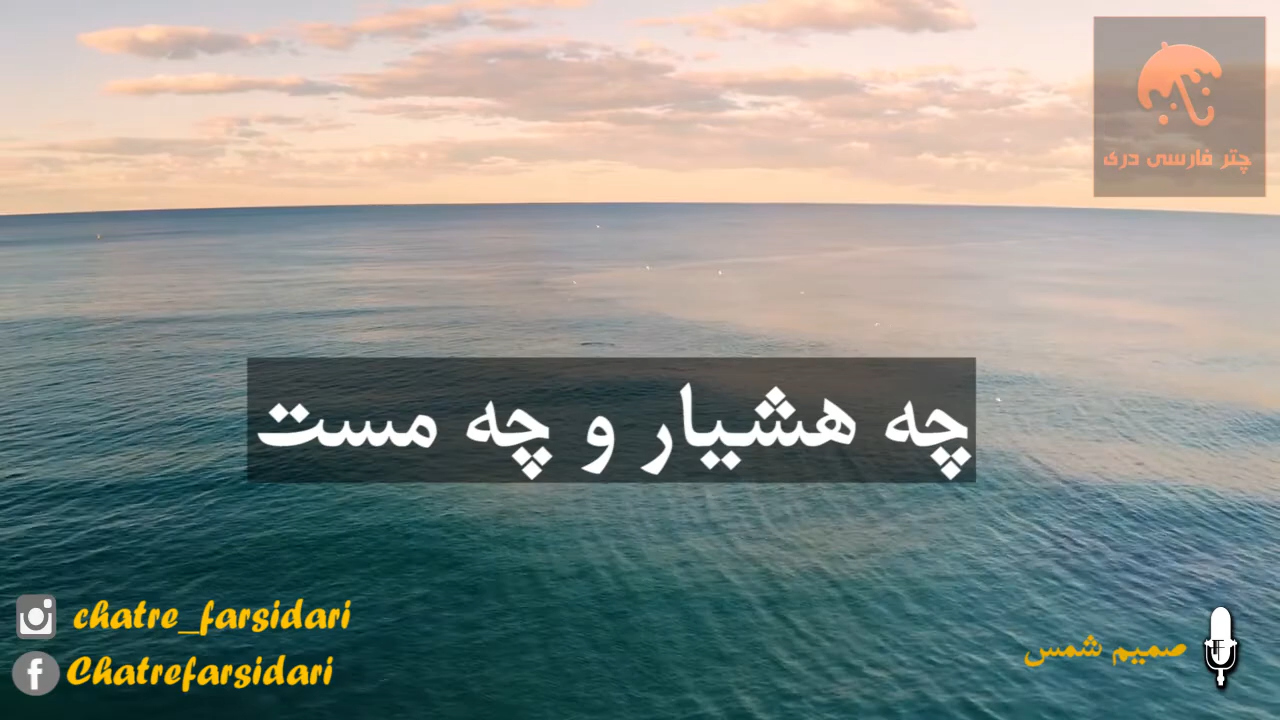 چتر فارسی دری
چه هشیار و چه مست
chatre_farsidari
Chatrefarsidari
صمیم شمس